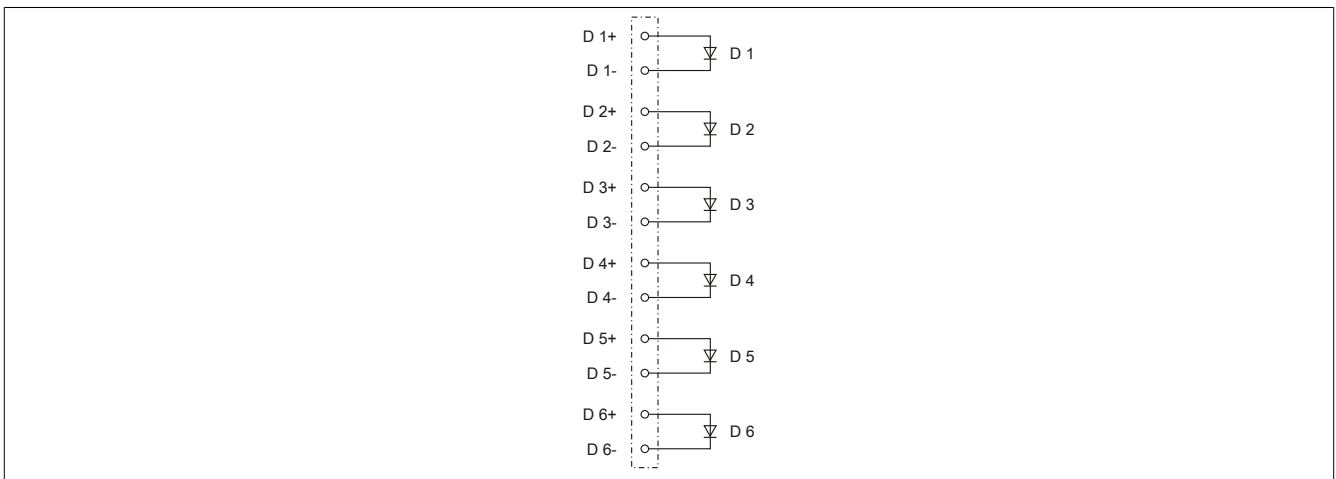 D 1+
D 1
D 1-
D 2+
D 2
D 2-
D 3+
D 3
D 3-
D 4+
D 4
D 4-
D 5+
D 5
D 5-
D 6+
D 6
D 6-